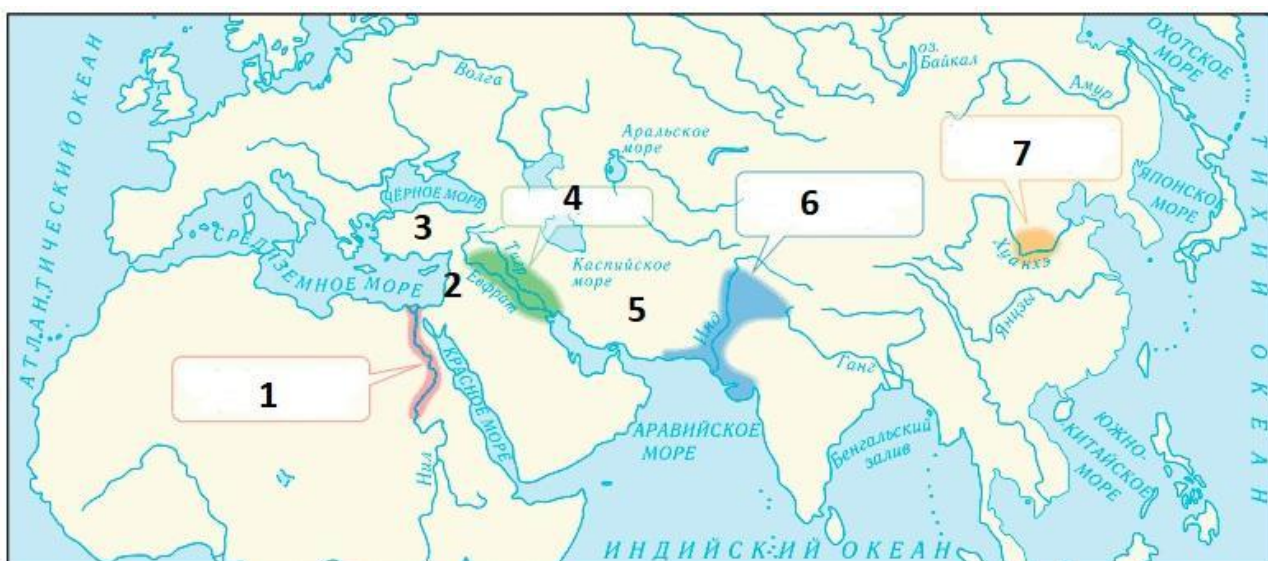 АТЛАНТИЧЕСКИЙ ОКЕАН
Волга
оз.
Байкал
Амур
ОХОТСКОЕ
МОРЕ
ТИХИЙ ОКЕАН
Аральское
море
7
ЯПОНСКОЕ
МОРЕ
ЧЁРНОЕ МОРЕ
4
6
3
СРЕДИЗЕМНОЕ МОРЕ
2
Тигр
Евфрат
Каспийское
море
5
Инд
Хуанхэ
Янцзы
1
КРАСНОЕ МОРЕ
Нил
Ганг
АРАВИЙСКОЕ
МОРЕ
Бенгальский
залив
ЮЖНО-
КИТАЙСКОЕ
МОРЕ
ИНДИЙСКИЙ ОКЕАН